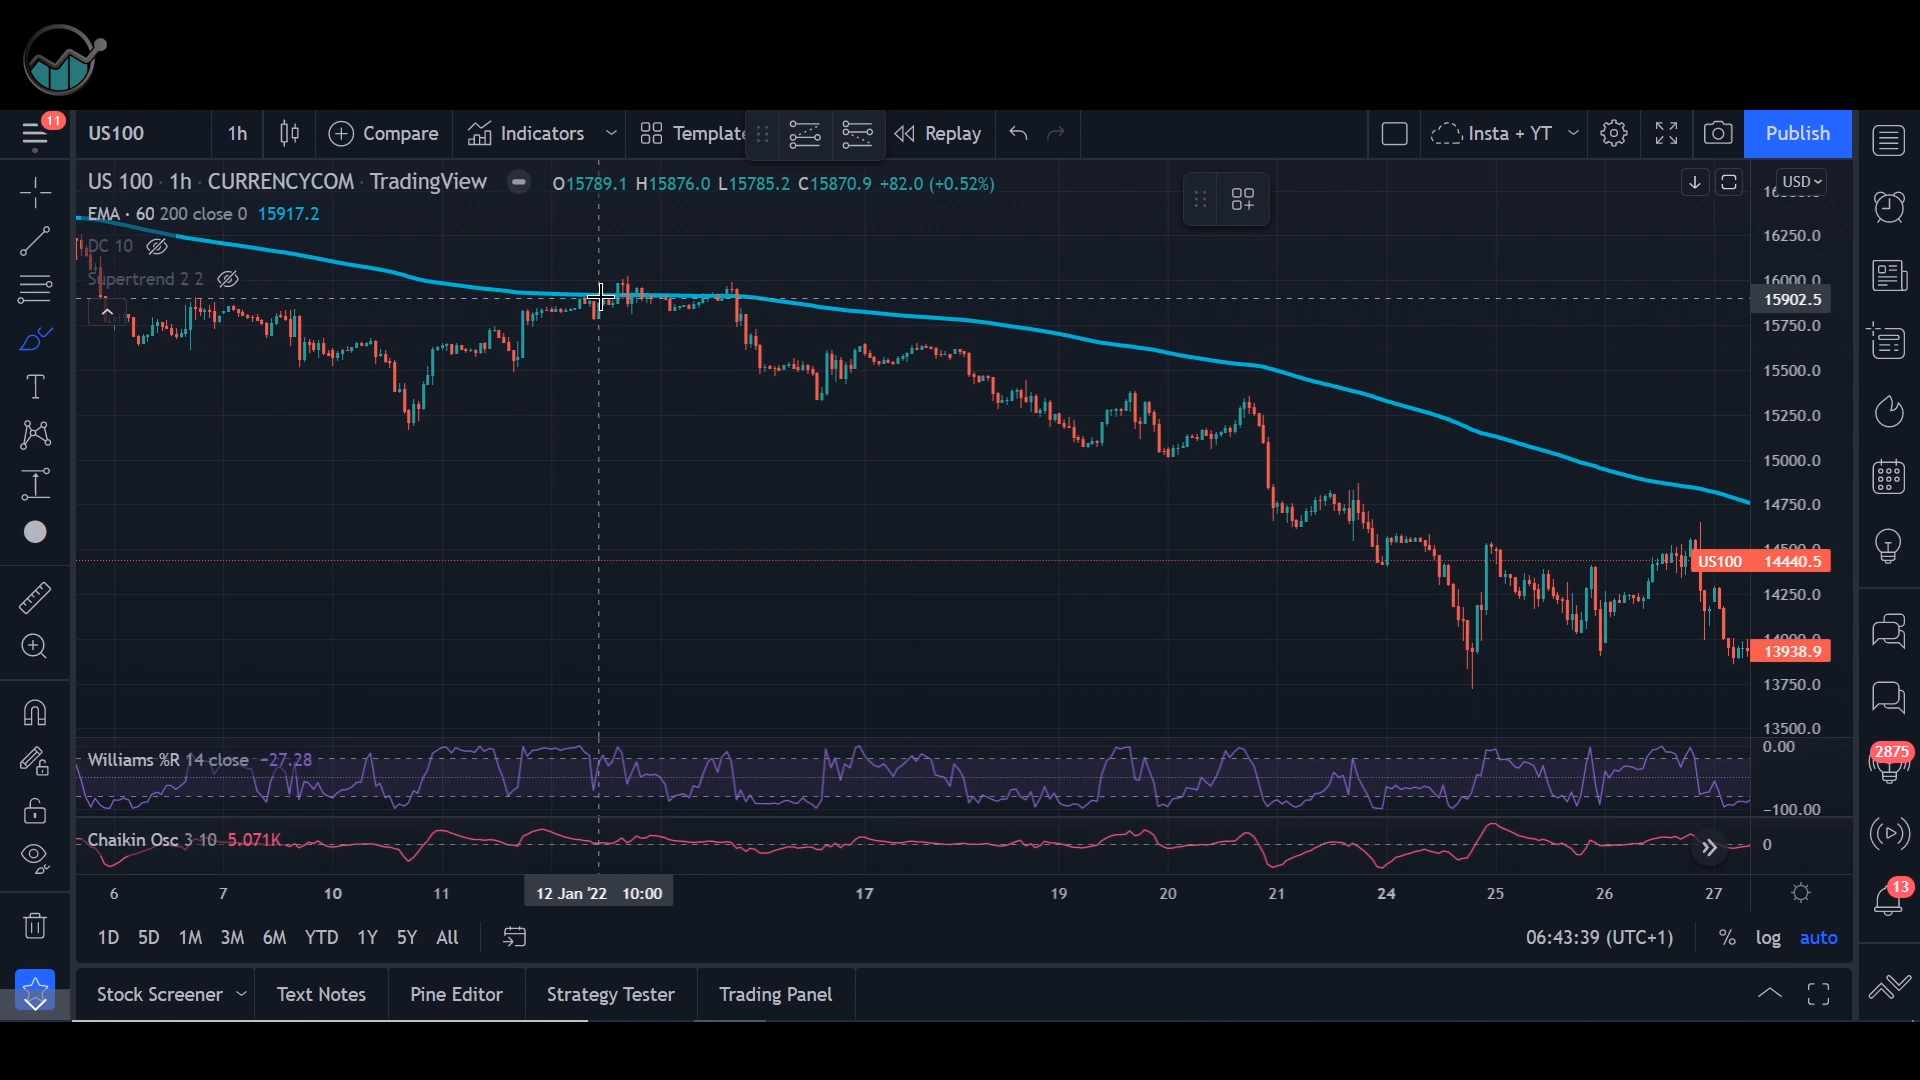 11
US100
1h
Compare
Indicators
Replay
Insta + YT
Publish
US 100 · 1h · CURRENCYCOM · TradingView
O15789.1 H15876.0 L15785.2 C15870.9 +82.0 (+0.52%)
USD
EMA · 60 200 close 0 15917.2
DC 10
Supertrend 2 2
16250.0
16000.0
15902.5
15750.0
15500.0
15250.0
15000.0
14750.0
14500.0
US100 14440.5
14250.0
14000.0
13938.9
13750.0
13500.0
Williams %R 14 close −27.28
0.00
−100.00
2875
Chaikin Osc 3 10 5.071K
0
6 7 10 11 12 Jan '22 10:00 17 19 20 21 24 25 26 27
13
1D 5D 1M 3M 6M YTD 1Y 5Y All
06:43:39 (UTC+1)
% log auto
Stock Screener Text Notes Pine Editor Strategy Tester Trading Panel